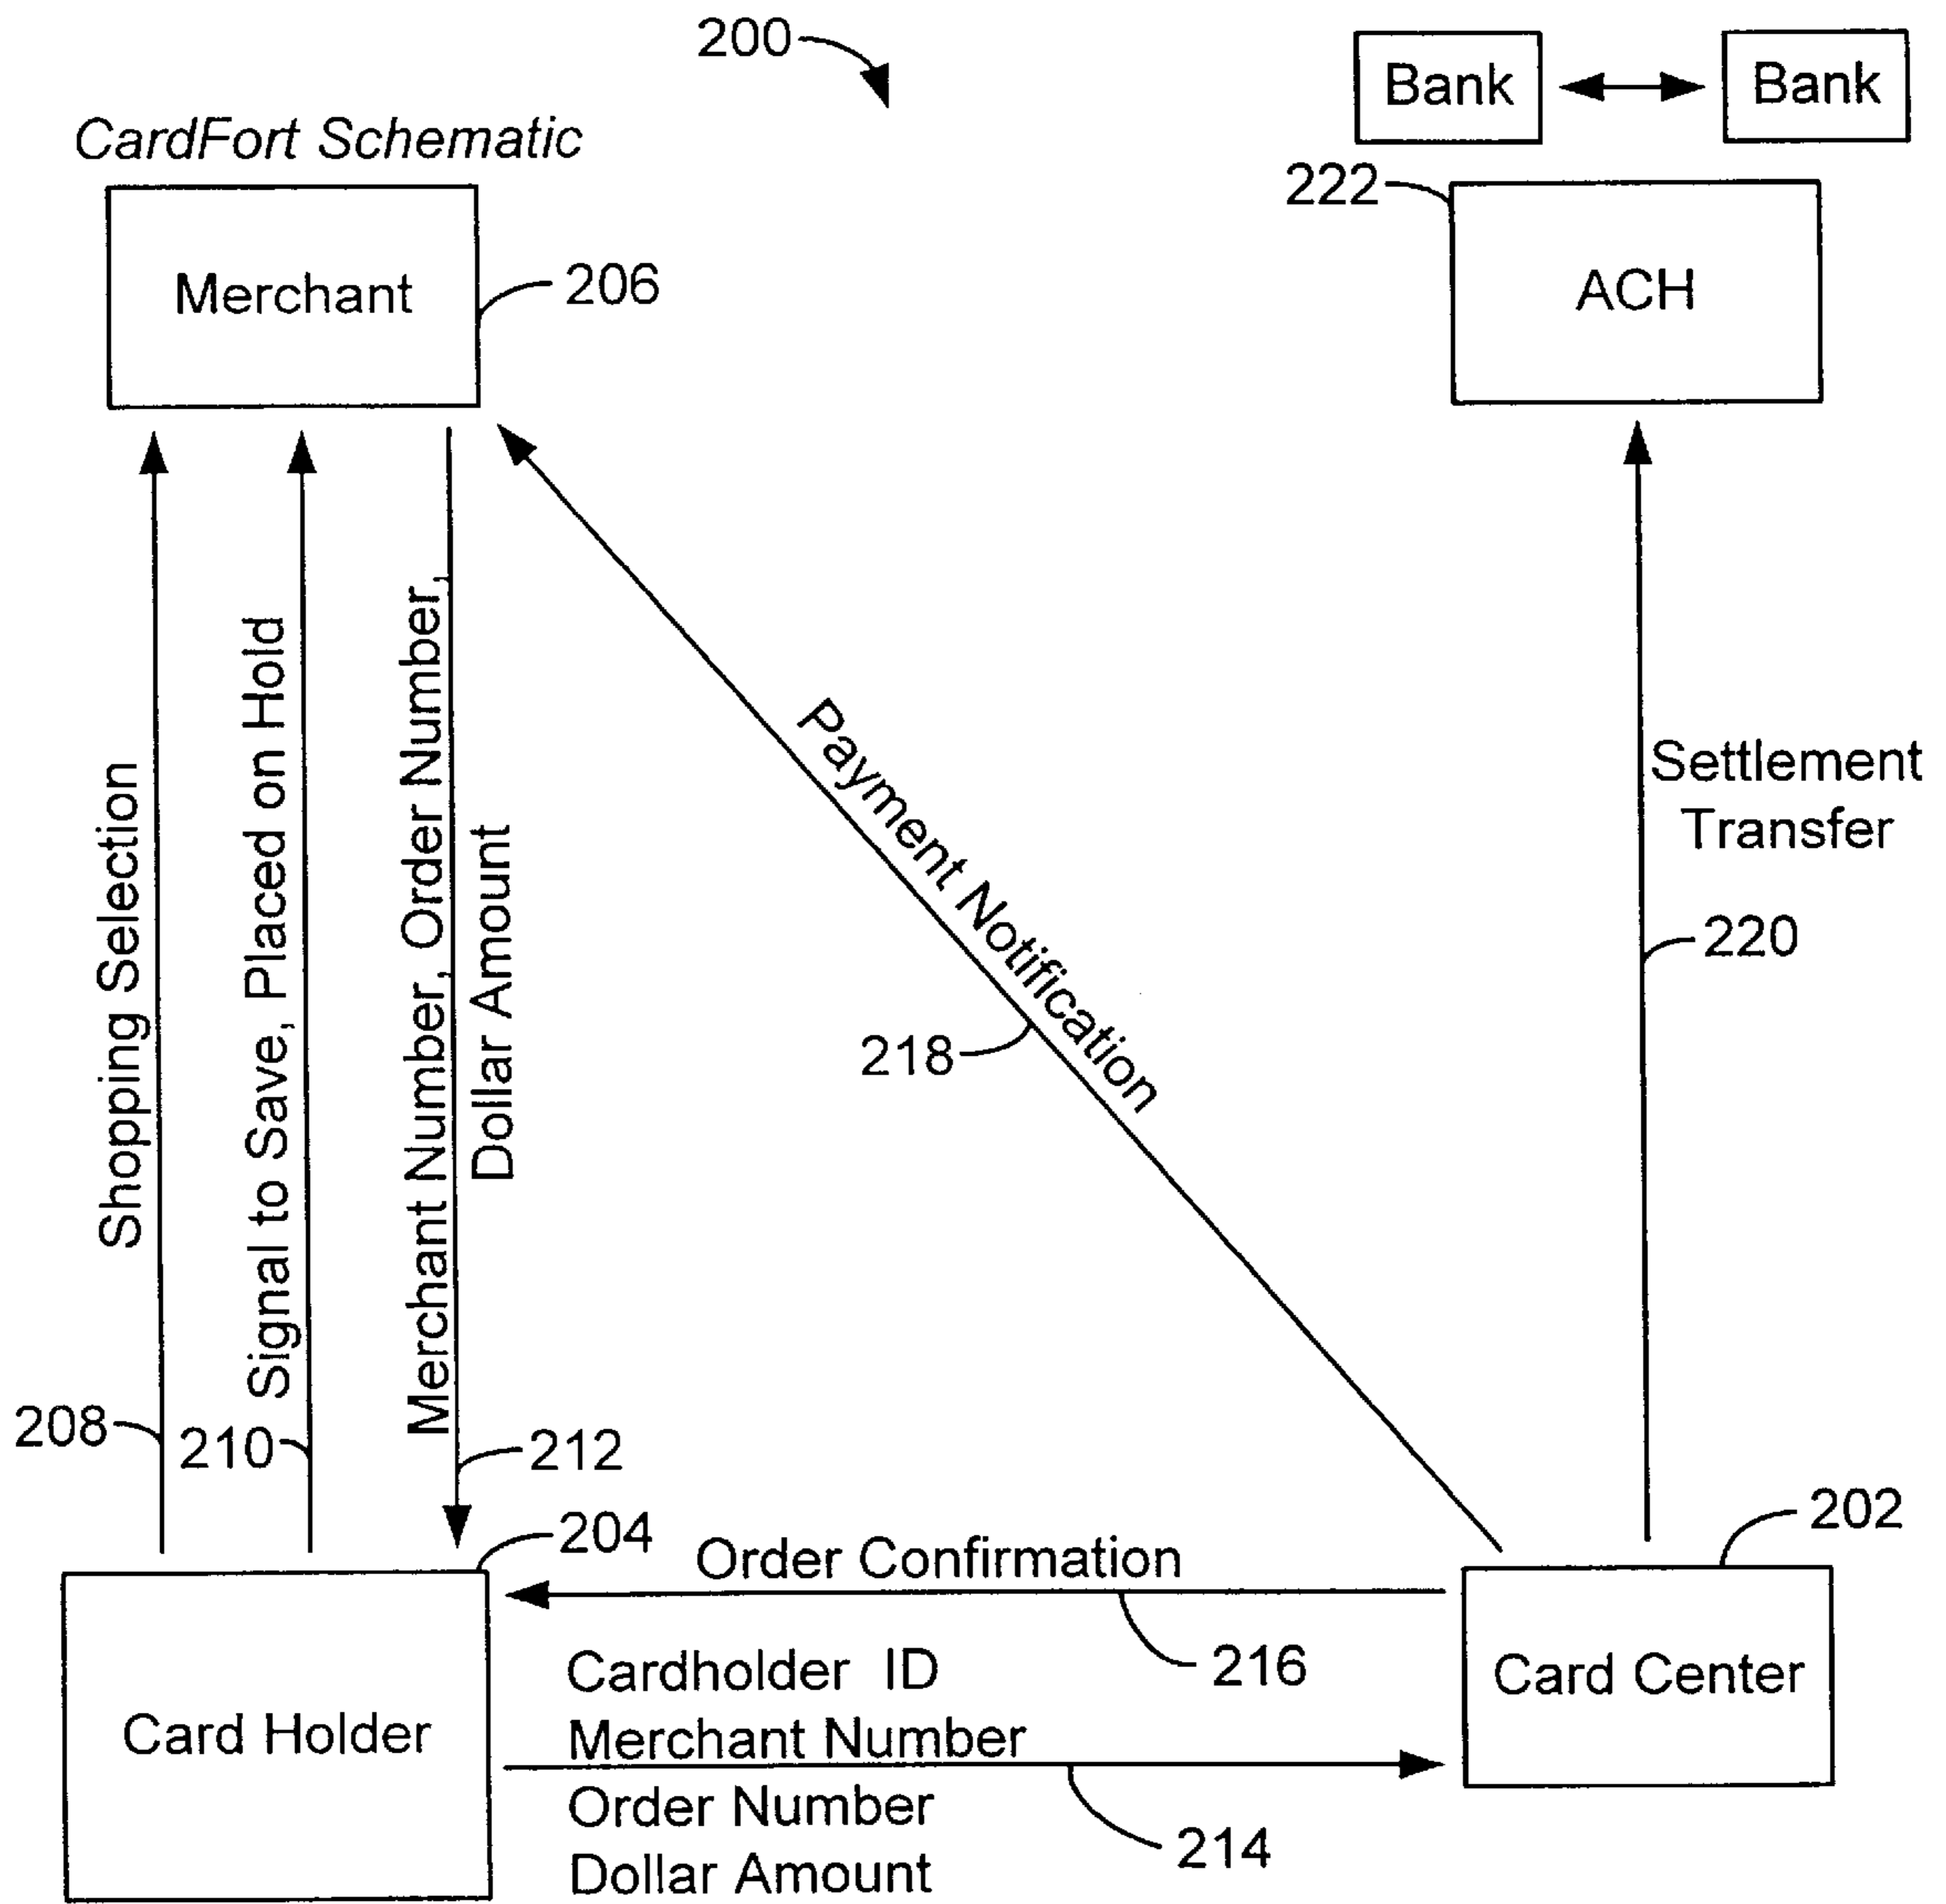 200
Bank
Bank
CardFort Schematic
222
Merchant
206
ACH
Shopping Selection
Signal to Save, Placed on Hold
Merchant Number, Order Number,
Dollar Amount
Payment Notification
Settlement
Transfer
220
218
208
210
212
204
202
Order Confirmation
216
Cardholder ID
Merchant Number
Order Number
Dollar Amount
214
Card Holder
Card Center